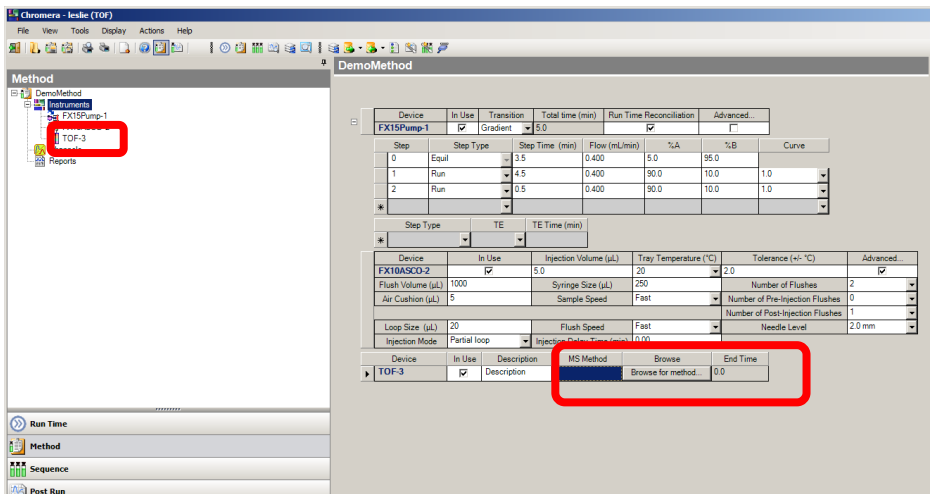 Chromera - leslie (TOF)
File View Tools Display Actions Help
Method
DemoMethod
Instruments
FX15Pump-1
TOF-3
Reports
Run Time
Method
Sequence
Post Run
DemoMethod
Device In Use Transition Total time (min) Run Time Reconciliation Advanced...
FX15Pump-1 Gradient 5.0
Step Step Type Step Time (min) Flow (mL/min) %A %B Curve
0 Equil 3.5 0.400 5.0 95.0
1 Run 4.5 0.400 90.0 10.0 1.0
2 Run 0.5 0.400 90.0 10.0 1.0
*
Step Type TE TE Time (min)
*
Device In Use Injection Volume (µL) Tray Temperature (°C) Tolerance (+/- °C) Advanced...
FX10ASCO-2 5.0 20 2.0
Flush Volume (µL) 1000 Syringe Size (µL) 250 Number of Flushes 2
Air Cushion (µL) 5 Sample Speed Fast Number of Pre-Injection Flushes 0
Number of Post-Injection Flushes 1
Loop Size (µL) 20 Flush Speed Fast Needle Level 2.0 mm
Injection Mode Partial loop Injection Delay Time (min) 0.00
Device In Use Description MS Method Browse End Time
TOF-3 Description Browse for method... 0.0